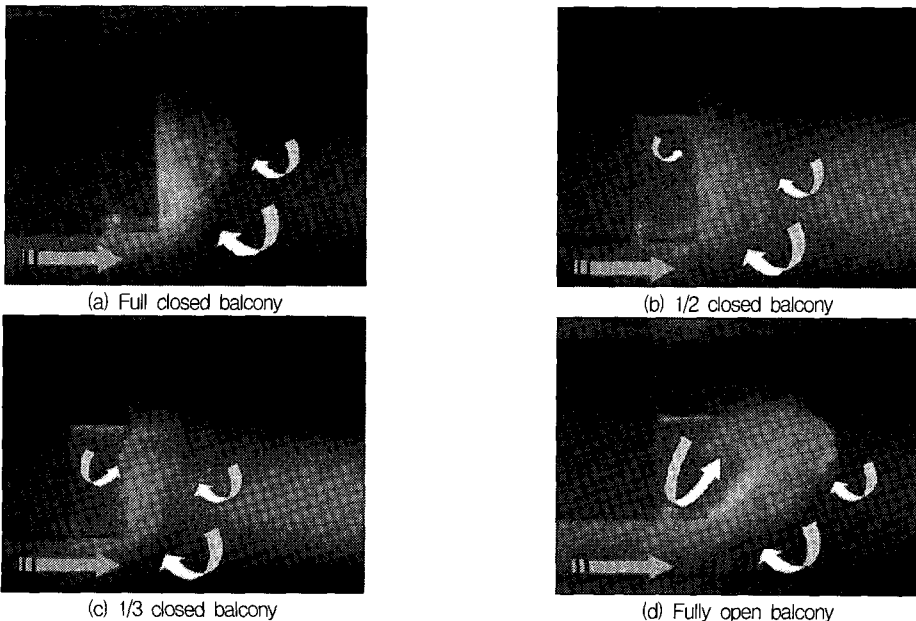 (a) Full closed balcony
(b) 1/2 closed balcony
(c) 1/3 closed balcony
(d) Fully open balcony